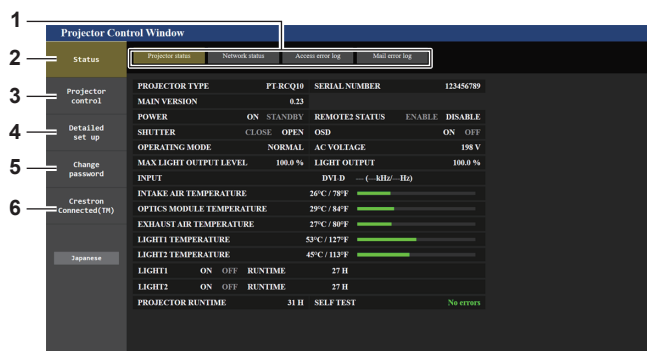 1
Projector Control Window
2
Status
Projector status Network status Access error log Mail error log
3
Projector control
4
Detailed set up
5
Change password
6
Crestron Connected(TM)
Japanese
PROJECTOR TYPE PT-RCQ10 SERIAL NUMBER 123456789
MAIN VERSION 0.23
POWER ON STANDBY REMOTE2 STATUS ENABLE DISABLE
SHUTTER CLOSE OPEN OSD ON OFF
OPERATING MODE NORMAL AC VOLTAGE 198 V
MAX LIGHT OUTPUT LEVEL 100.0 % LIGHT OUTPUT 100.0 %
INPUT DVI-D — (—kHz/—Hz)
INTAKE AIR TEMPERATURE 26°C / 78°F
OPTICS MODULE TEMPERATURE 29°C / 84°F
EXHAUST AIR TEMPERATURE 27°C / 80°F
LIGHT1 TEMPERATURE 53°C / 127°F
LIGHT2 TEMPERATURE 45°C / 113°F
LIGHT1 ON OFF RUNTIME 27 H
LIGHT2 ON OFF RUNTIME 27 H
PROJECTOR RUNTIME 31 H SELF TEST No errors